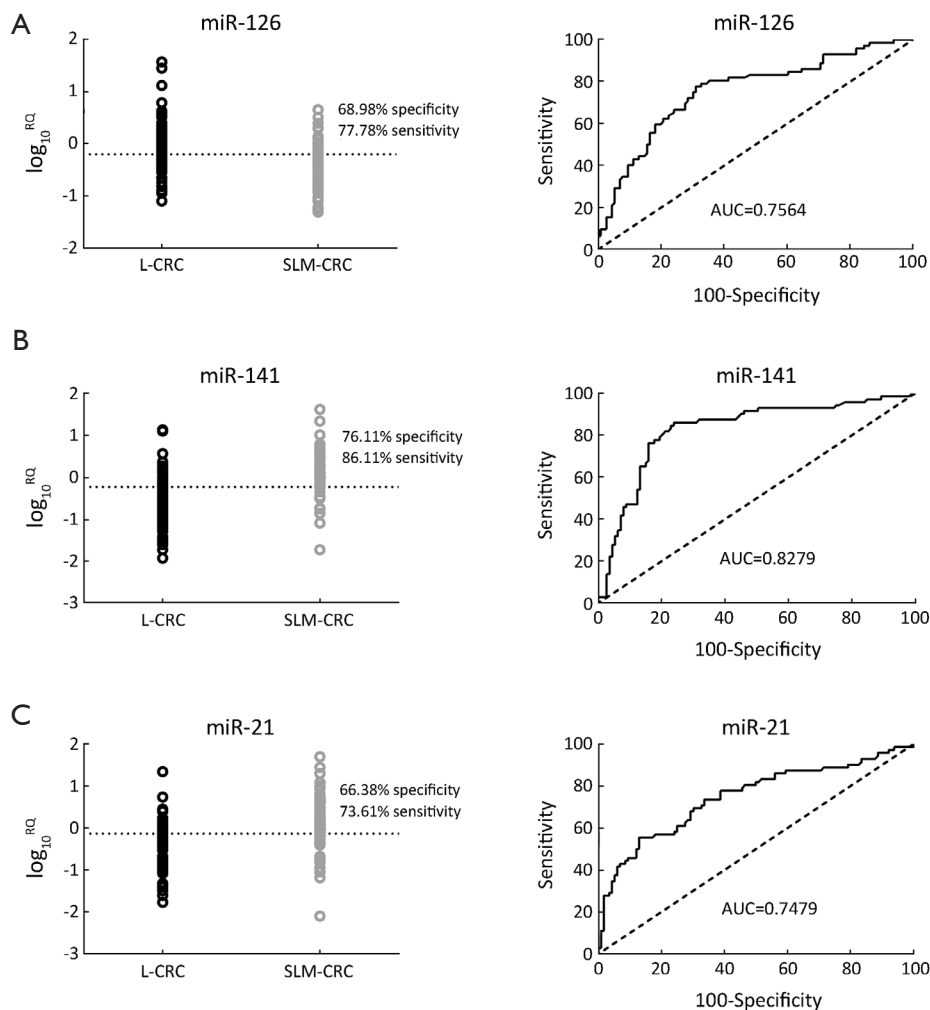 A
miR-126
2
1
0
-1
-2
log10RQ
68.98% specificity
77.78% sensitivity
L-CRC
SLM-CRC
miR-126
100
80
60
40
20
0
Sensitivity
AUC=0.7564
0 20 40 60 80 100
100-Specificity
B
miR-141
2
1
0
-1
-2
-3
log10RQ
76.11% specificity
86.11% sensitivity
L-CRC
SLM-CRC
miR-141
100
80
60
40
20
0
Sensitivity
AUC=0.8279
0 20 40 60 80 100
100-Specificity
C
miR-21
2
1
0
-1
-2
-3
log10RQ
66.38% specificity
73.61% sensitivity
L-CRC
SLM-CRC
miR-21
100
80
60
40
20
0
Sensitivity
AUC=0.7479
0 20 40 60 80 100
100-Specificity